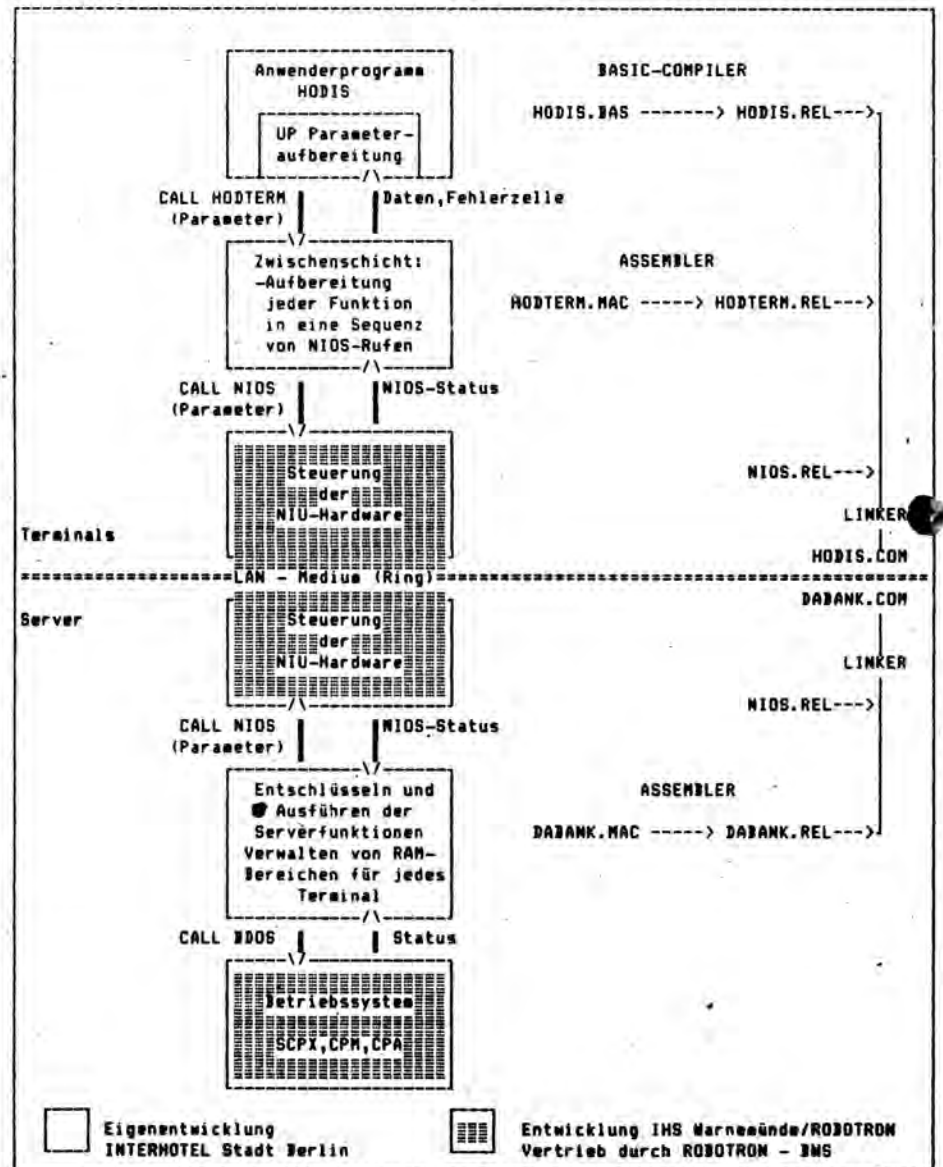 Anwenderprogramm
HODIS
UP Parameter-
aufbereitung
BASIC-COMPILER
HODIS.BAS -------> HODIS.REL--->
CALL HODTERM
(Parameter)
Daten,Fehlerzelle
Zwischenschicht:
-Aufbereitung
jeder Funktion
in eine Sequenz
von NIOS-Rufen
ASSEMBLER
HODTERM.MAC -----> HODTERM.REL--->
CALL NIOS
(Parameter)
NIOS-Status
Steuerung
der
NIU-Hardware
NIOS.REL--->
LINKER
Terminals
HODIS.COM
LAN - Medium (Ring)
DABANK.COM
Server
Steuerung
der
NIU-Hardware
LINKER
NIOS.REL--->
CALL NIOS
(Parameter)
NIOS-Status
Entschlüsseln und
Ausführen der
Serverfunktionen
Verwalten von RAM-
Bereichen für jedes
Terminal
ASSEMBLER
DABANK.MAC -----> DABANK.REL--->
CALL BDOS
Status
Betriebssystem
SCPX,CPM,CPA
Eigenentwicklung
INTERHOTEL Stadt Berlin
Entwicklung IHS Warnemünde/ROBOTRON
Vertrieb durch ROBOTRON - BWS